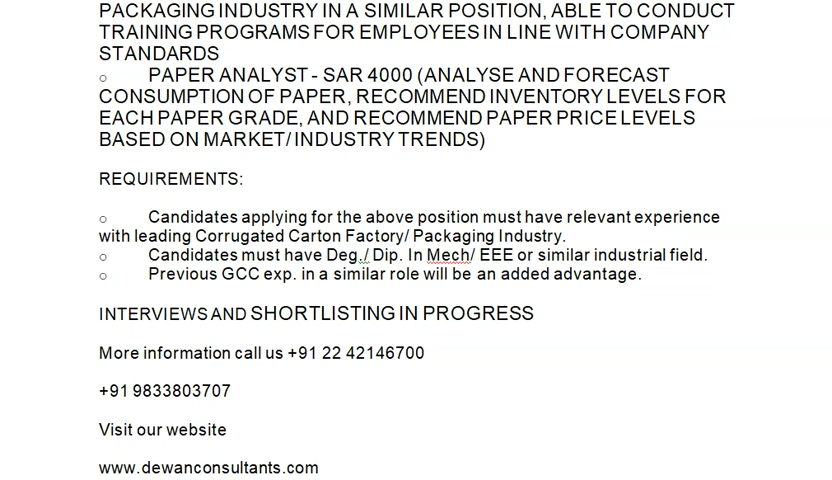 PACKAGING INDUSTRY IN A SIMILAR POSITION, ABLE TO CONDUCT
TRAINING PROGRAMS FOR EMPLOYEES IN LINE WITH COMPANY
STANDARDS
○ PAPER ANALYST - SAR 4000 (ANALYSE AND FORECAST
CONSUMPTION OF PAPER, RECOMMEND INVENTORY LEVELS FOR
EACH PAPER GRADE, AND RECOMMEND PAPER PRICE LEVELS
BASED ON MARKET/ INDUSTRY TRENDS)
REQUIREMENTS:
○ Candidates applying for the above position must have relevant experience
with leading Corrugated Carton Factory/ Packaging Industry.
○ Candidates must have Deg./ Dip. In Mech/ EEE or similar industrial field.
○ Previous GCC exp. in a similar role will be an added advantage.
INTERVIEWS AND SHORTLISTING IN PROGRESS
More information call us +91 22 42146700
+91 9833803707
Visit our website
www.dewanconsultants.com